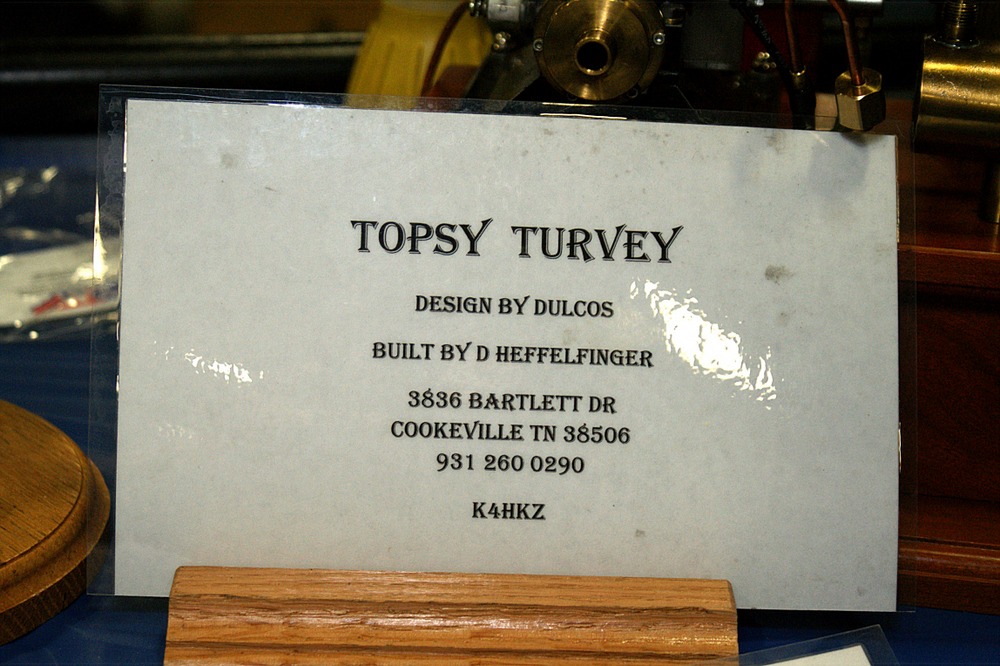 TOPSY TURVEY
DESIGN BY DULCOS
BUILT BY D HEFFELFINGER
3836 BARTLETT DR
COOKEVILLE TN 38506
931 260 0290
K4HKZ